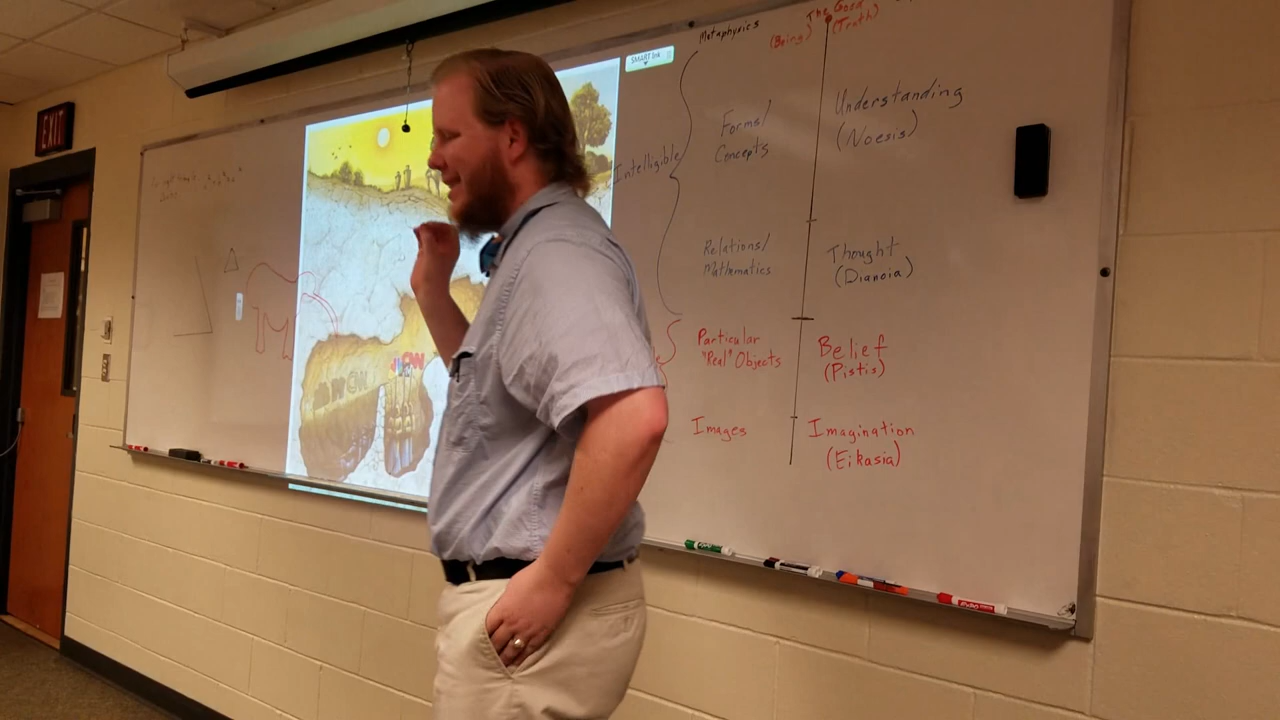 EXIT
SMART Ink
Metaphysics
The Good
(Being)
(Truth)
Intelligible
Forms/
Concepts
Understanding
(Noesis)
Relations/
Mathematics
Thought
(Dianoia)
Particular
"Real" Objects
Belief
(Pistis)
Images
Imagination
(Eikasia)